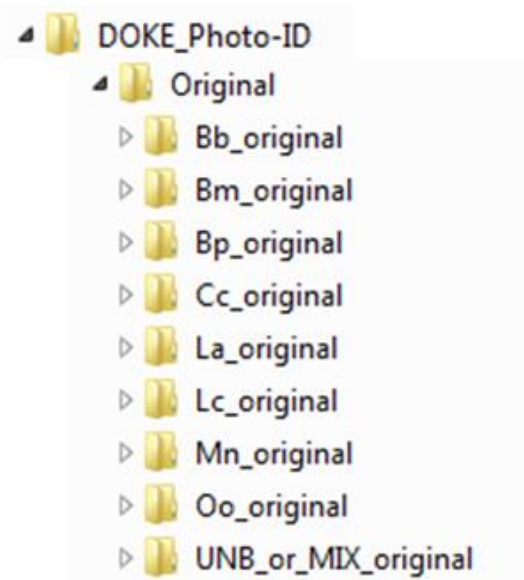 DOKE_Photo-ID
Original
Bb_original
Bm_original
Bp_original
Cc_original
La_original
Lc_original
Mn_original
Oo_original
UNB_or_MIX_original